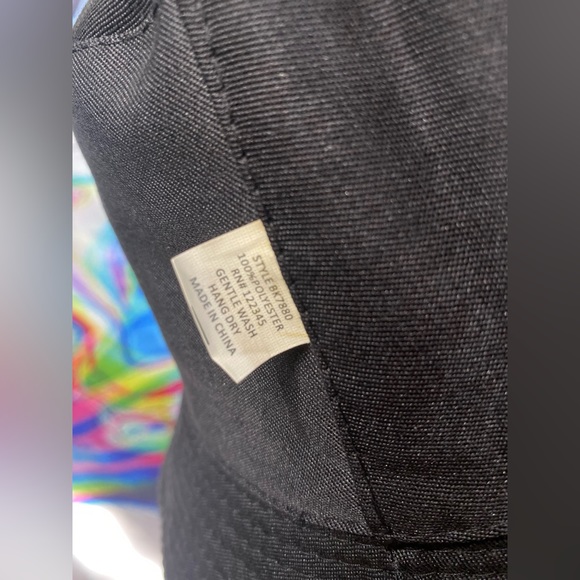 STYLE BK7880
100%POLYESTER
RN# 122345
GENTLE WASH
HANG DRY
MADE IN CHINA